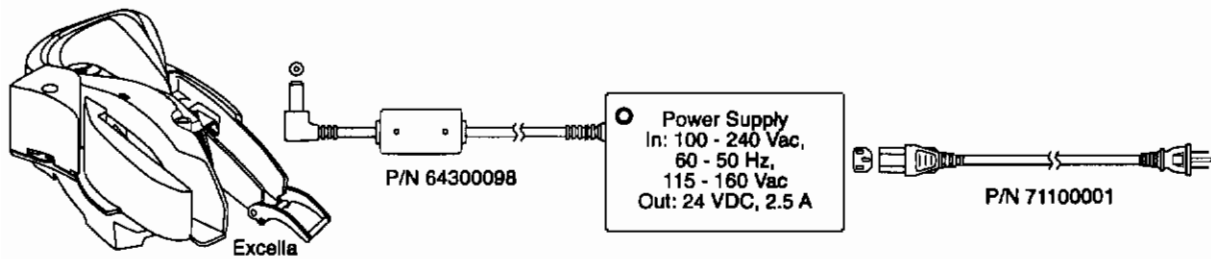 Power Supply
In: 100 - 240 Vac,
60 - 50 Hz,
115 - 160 Vac
Out: 24 VDC, 2.5 A
P/N 64300098
P/N 71100001
Excella